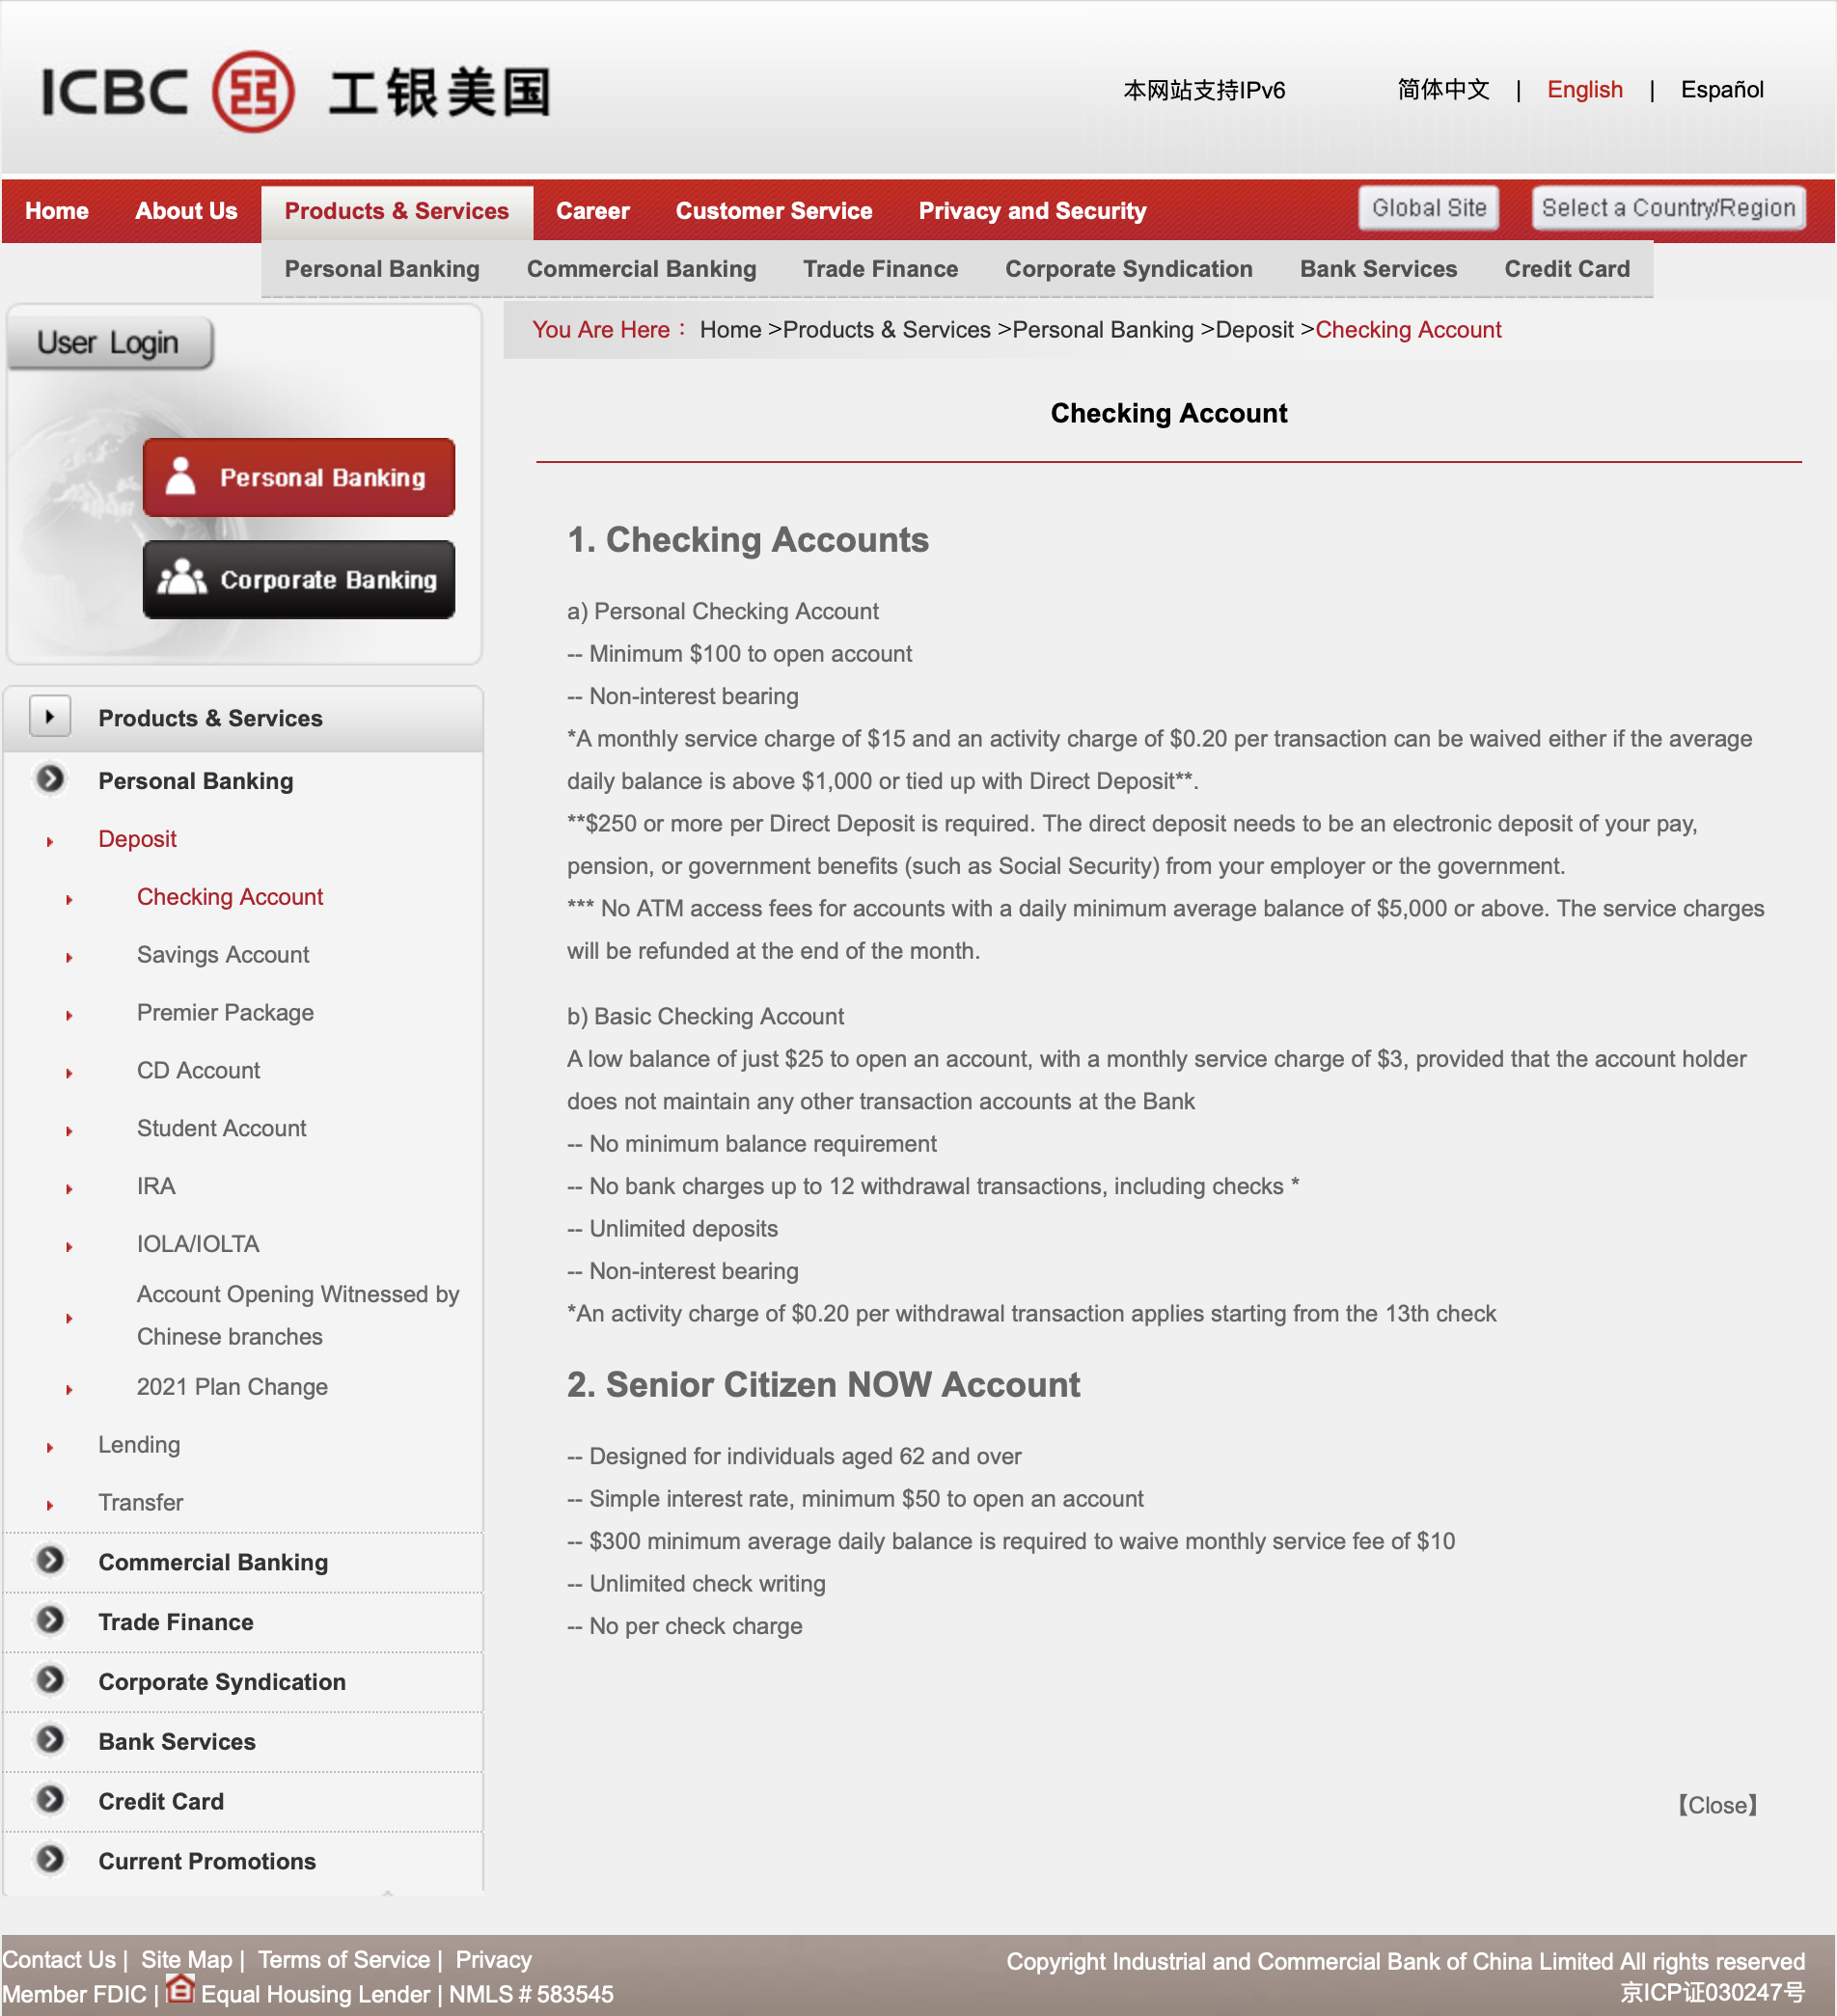 ICBC 工银美国
本网站支持IPv6 简体中文 | English | Español
Home About Us Products & Services Career Customer Service Privacy and Security Global Site Select a Country/Region
Personal Banking Commercial Banking Trade Finance Corporate Syndication Bank Services Credit Card
User Login
Personal Banking
Corporate Banking
Products & Services
Personal Banking
Deposit
Checking Account
Savings Account
Premier Package
CD Account
Student Account
IRA
IOLA/IOLTA
Account Opening Witnessed by
Chinese branches
2021 Plan Change
Lending
Transfer
Commercial Banking
Trade Finance
Corporate Syndication
Bank Services
Credit Card
Current Promotions
You Are Here： Home >Products & Services >Personal Banking >Deposit >Checking Account
Checking Account
1. Checking Accounts
a) Personal Checking Account
-- Minimum $100 to open account
-- Non-interest bearing
*A monthly service charge of $15 and an activity charge of $0.20 per transaction can be waived either if the average
daily balance is above $1,000 or tied up with Direct Deposit**.
**$250 or more per Direct Deposit is required. The direct deposit needs to be an electronic deposit of your pay,
pension, or government benefits (such as Social Security) from your employer or the government.
*** No ATM access fees for accounts with a daily minimum average balance of $5,000 or above. The service charges
will be refunded at the end of the month.
b) Basic Checking Account
A low balance of just $25 to open an account, with a monthly service charge of $3, provided that the account holder
does not maintain any other transaction accounts at the Bank
-- No minimum balance requirement
-- No bank charges up to 12 withdrawal transactions, including checks *
-- Unlimited deposits
-- Non-interest bearing
*An activity charge of $0.20 per withdrawal transaction applies starting from the 13th check
2. Senior Citizen NOW Account
-- Designed for individuals aged 62 and over
-- Simple interest rate, minimum $50 to open an account
-- $300 minimum average daily balance is required to waive monthly service fee of $10
-- Unlimited check writing
-- No per check charge
【Close】
Contact Us | Site Map | Terms of Service | Privacy
Member FDIC | Equal Housing Lender | NMLS # 583545
Copyright Industrial and Commercial Bank of China Limited All rights reserved
京ICP证030247号